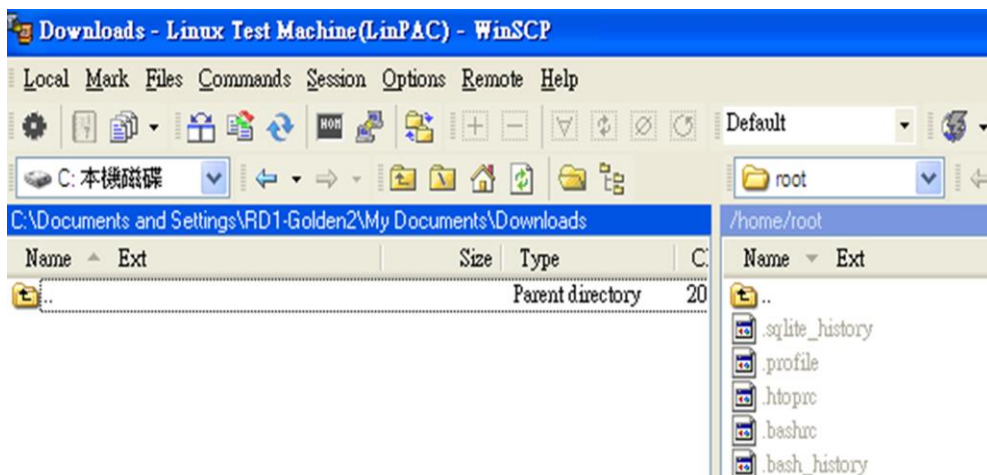 Downloads - Linux Test Machine(LinPAC) - WinSCP
Local Mark Files Commands Session Options Remote Help
Default
C: 本機磁碟
root
C:\Documents and Settings\RD1-Golden2\My Documents\Downloads
/home/root
Name Ext Size Type C
Name Ext
.. Parent directory 20
..
.sqlite_history
.profile
.htoprc
.bashrc
.bash_history